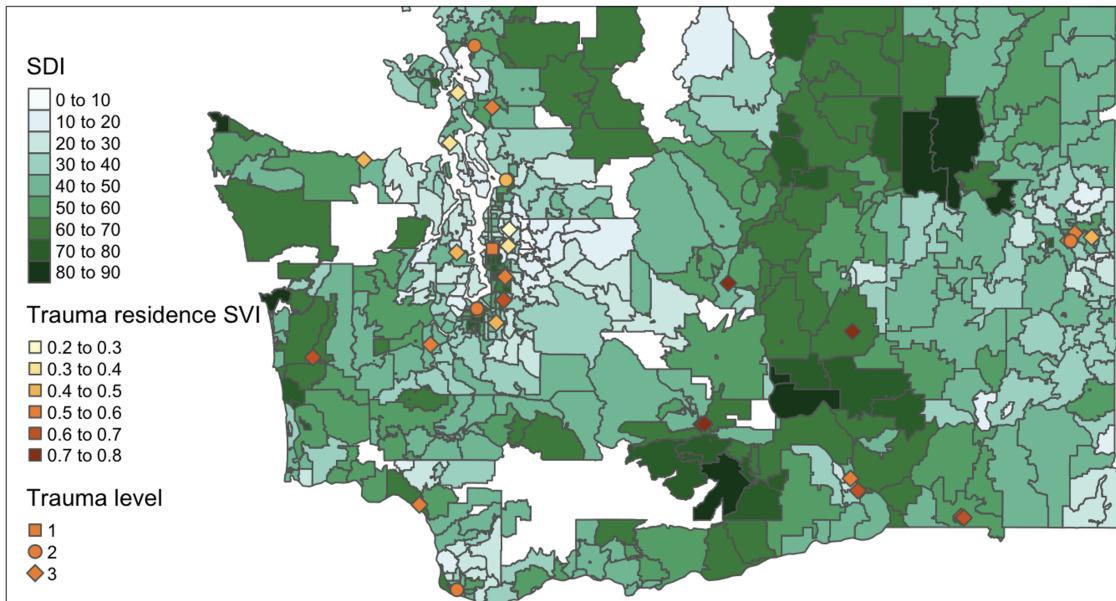 SDI
0 to 10
10 to 20
20 to 30
30 to 40
40 to 50
50 to 60
60 to 70
70 to 80
80 to 90
Trauma residence SVI
0.2 to 0.3
0.3 to 0.4
0.4 to 0.5
0.5 to 0.6
0.6 to 0.7
0.7 to 0.8
Trauma level
1
2
3